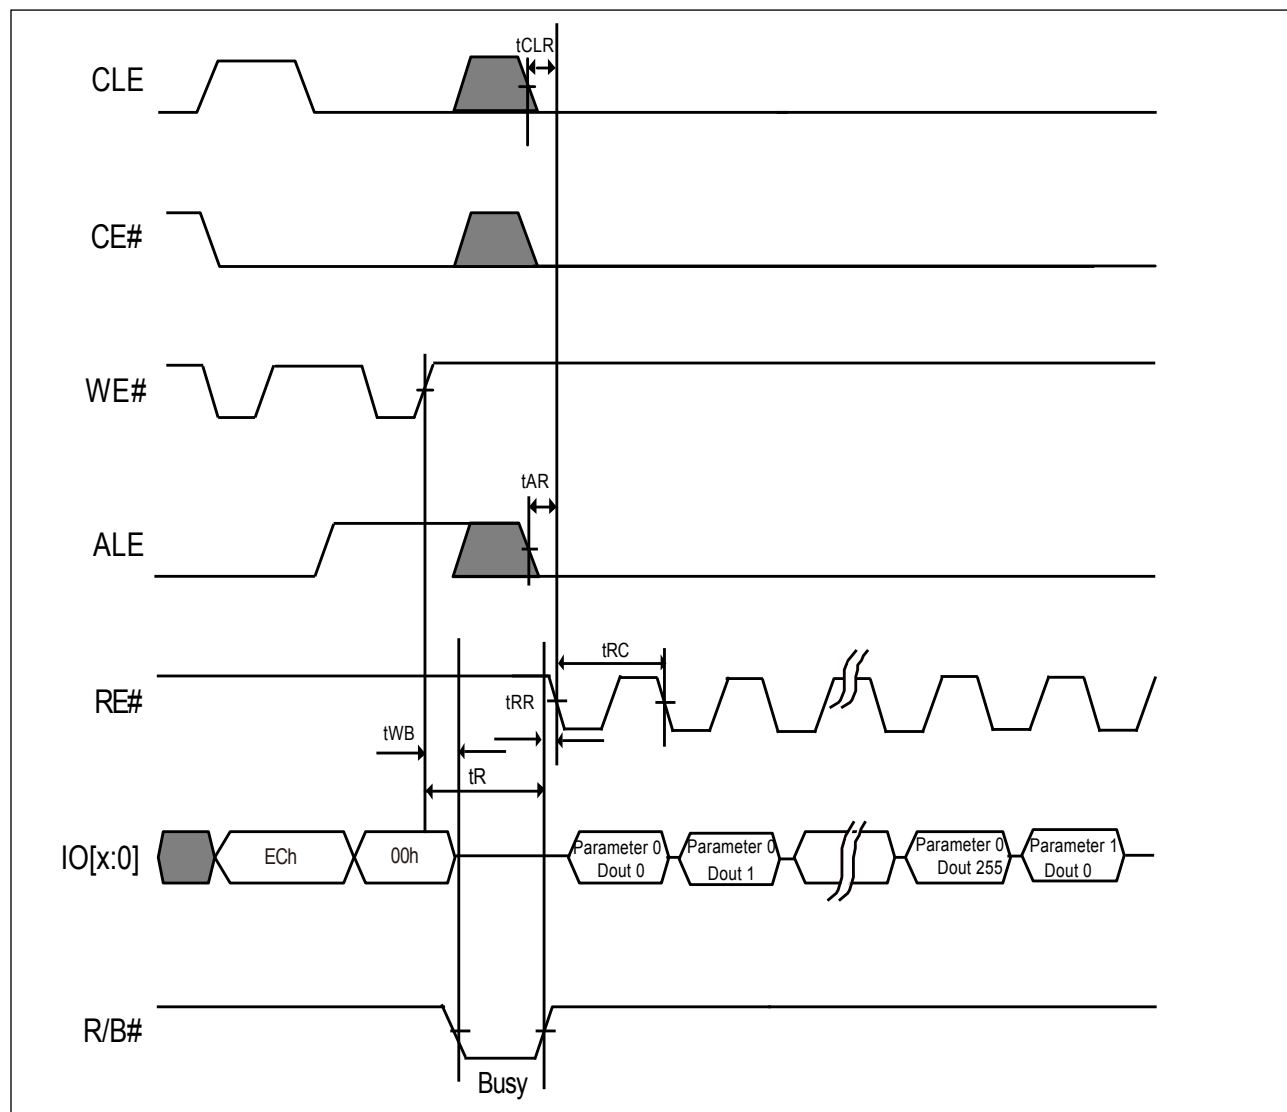 tCLR
CLE
CE#
WE#
tAR
ALE
tRC
RE#
tRR
tWB
tR
IO[x:0]
ECh
00h
Parameter 0
Dout 0
Parameter 0
Dout 1
Parameter 0
Dout 255
Parameter 1
Dout 0
R/B#
Busy